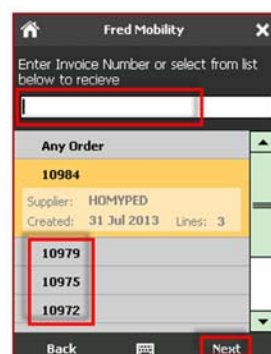 Fred Mobility
Enter Invoice Number or select from list
below to recieve
Any Order
10984
Supplier: HOMYPED
Created: 31 Jul 2013 Lines: 3
10979
10975
10972
Back Next